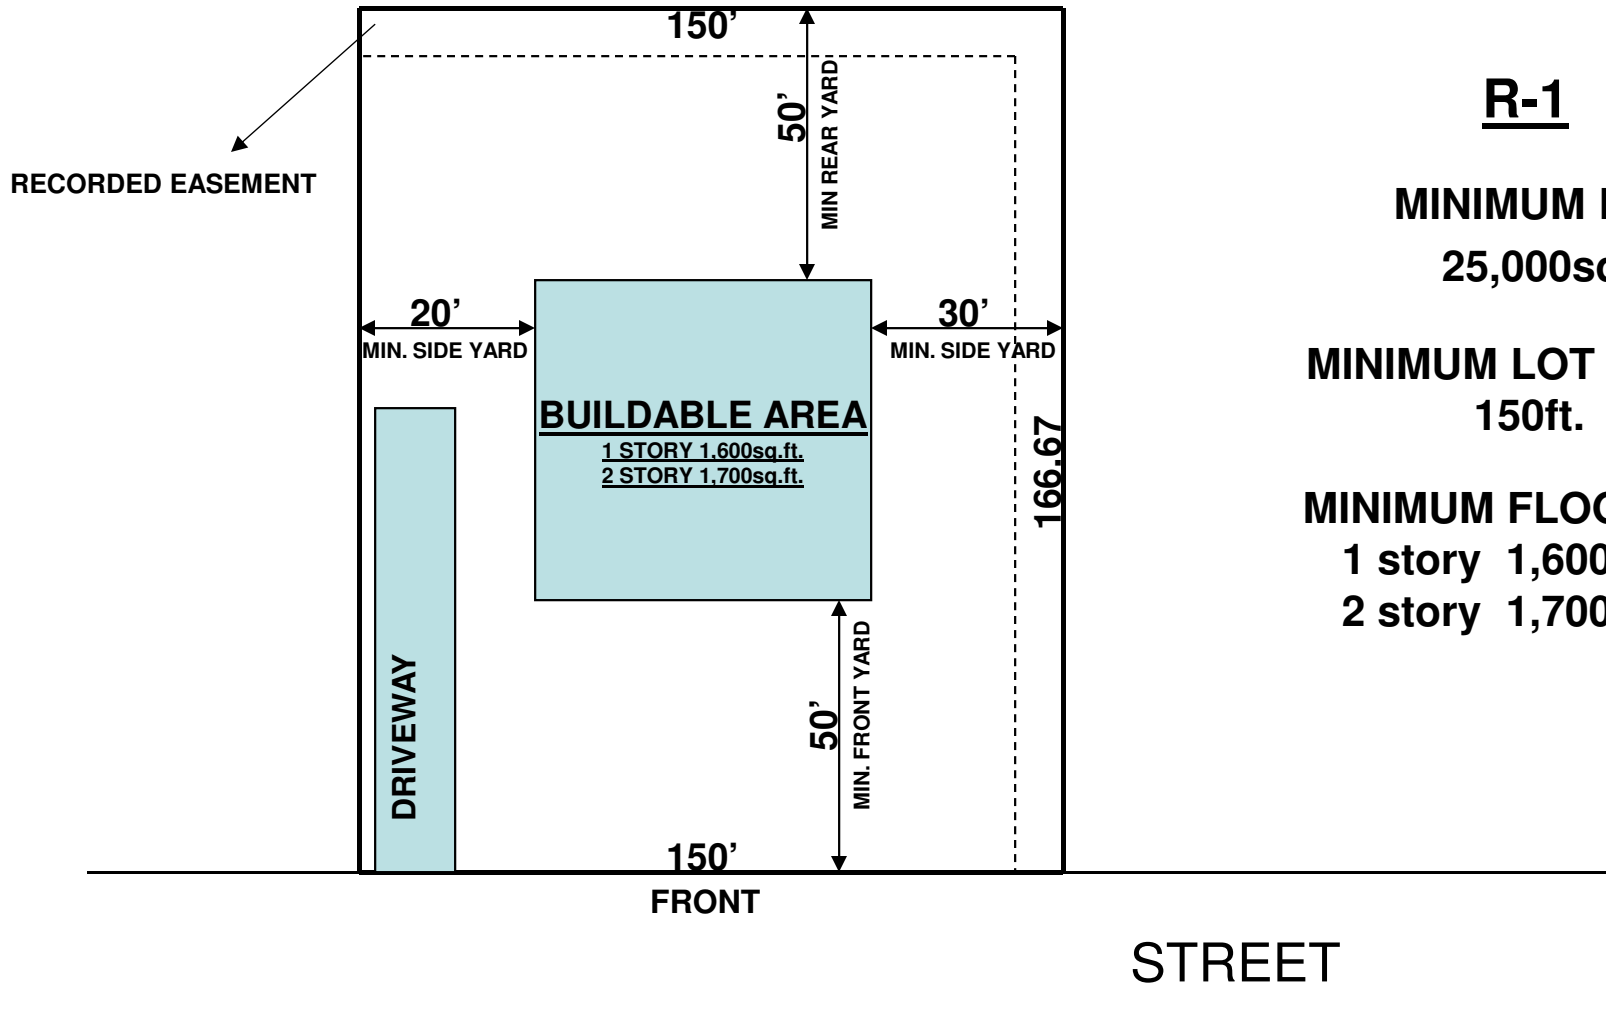 150’
50’
MIN REAR YARD
RECORDED EASEMENT
20’
MIN. SIDE YARD
30’
MIN. SIDE YARD
BUILDABLE AREA
1 STORY 1,600sq.ft.
2 STORY 1,700sq.ft.
166.67
DRIVEWAY
50’
MIN. FRONT YARD
150’
FRONT
STREET
R-1
MINIMUM
25,000s
MINIMUM LOT
150ft.
MINIMUM FLO
1 story 1,600
2 story 1,700